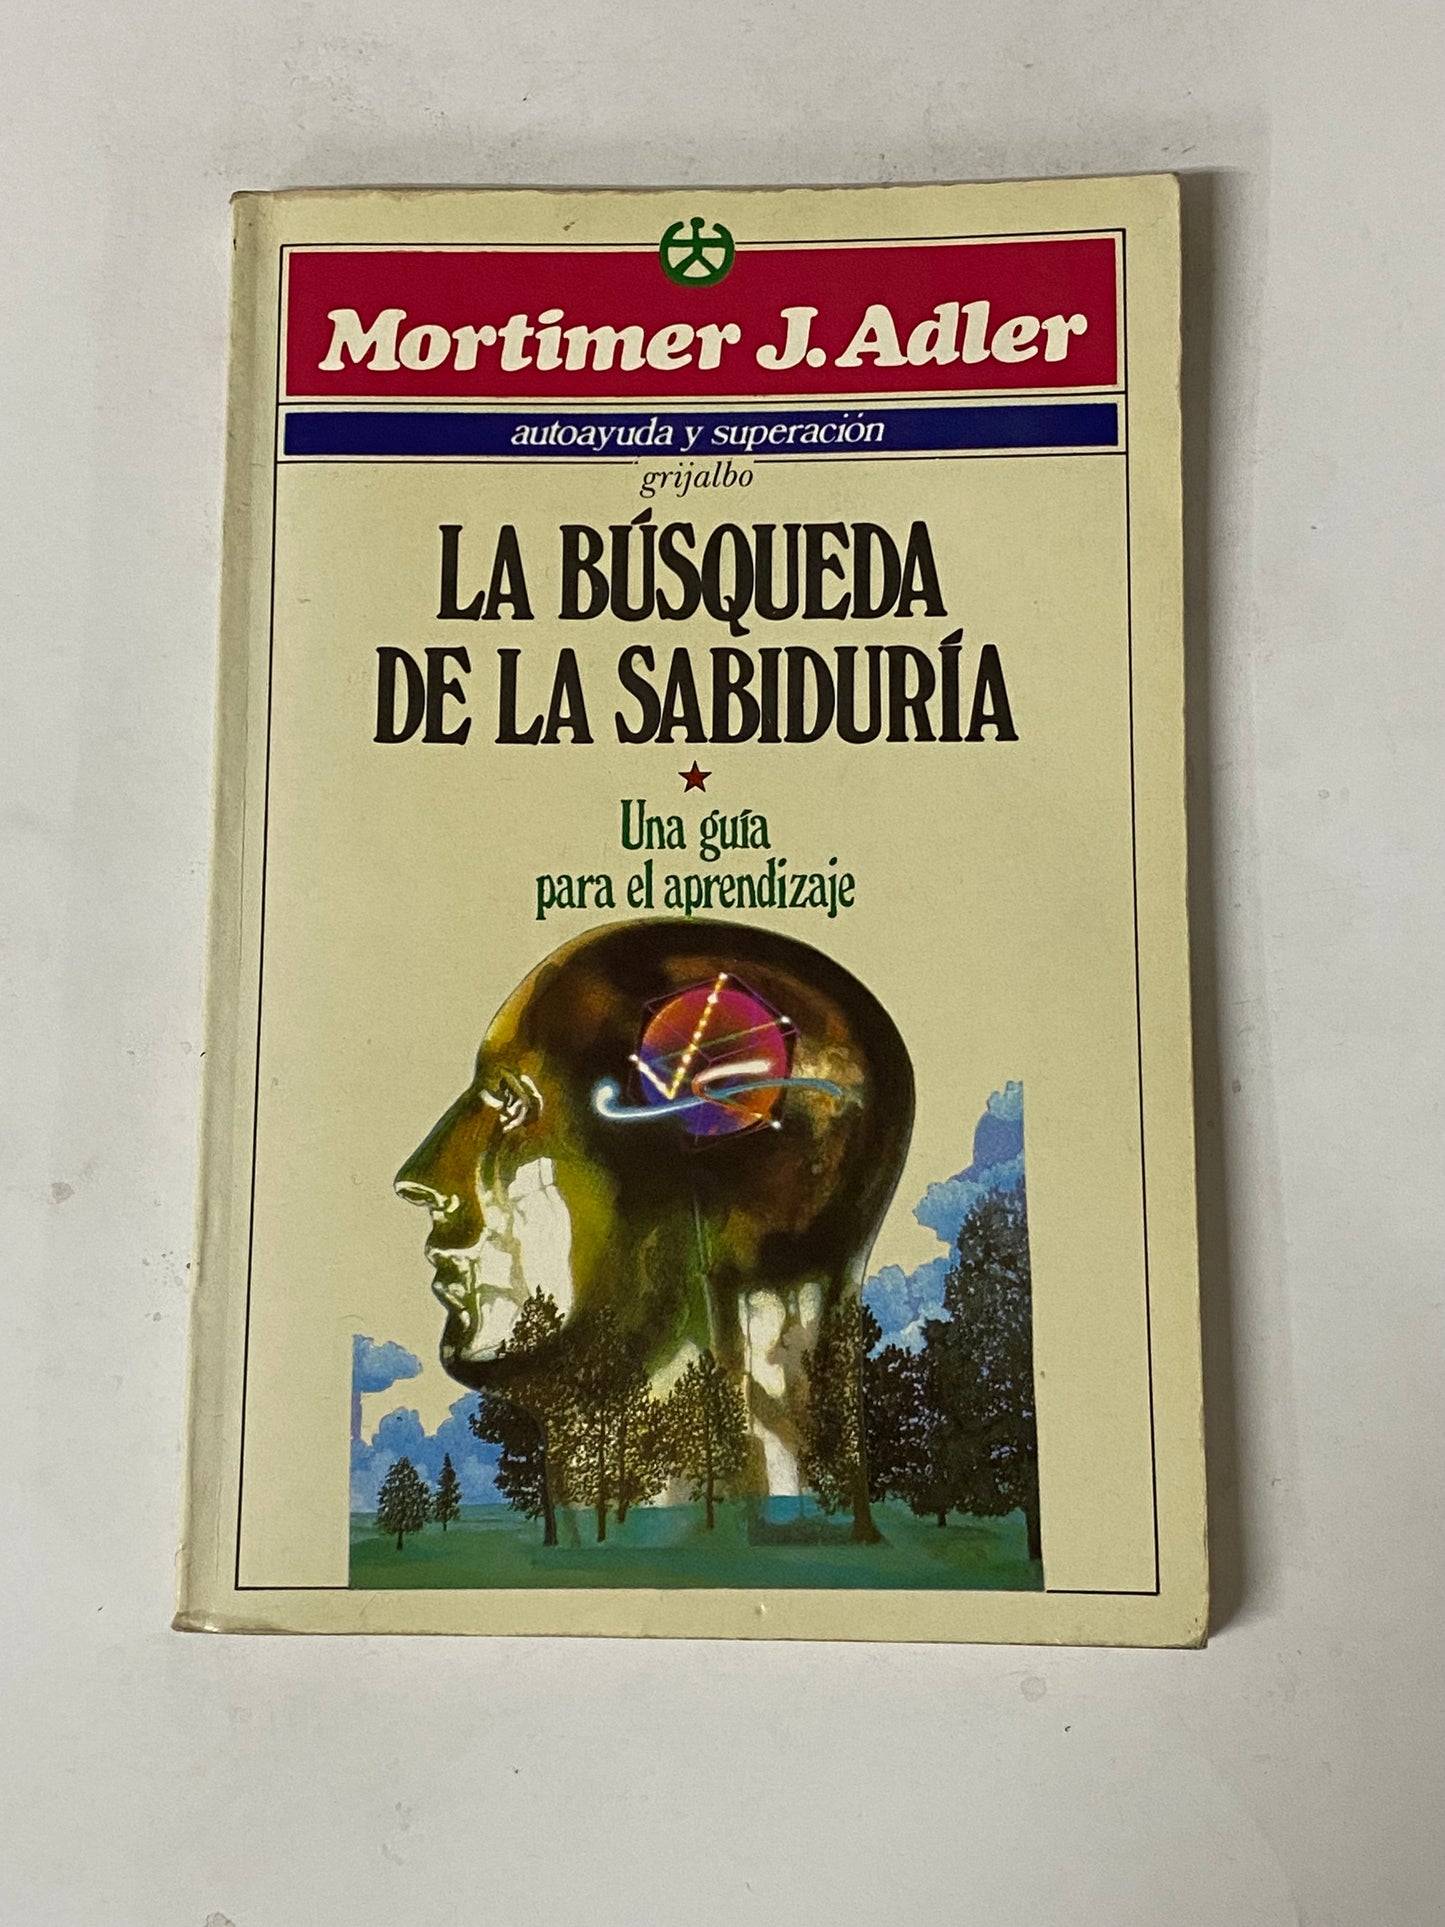 Mortimer J. Adler
autoayuda y superación
grijalbo
LA BÚSQUEDA
DE LA SABIDURÍA
Una guía
para el aprendizaje